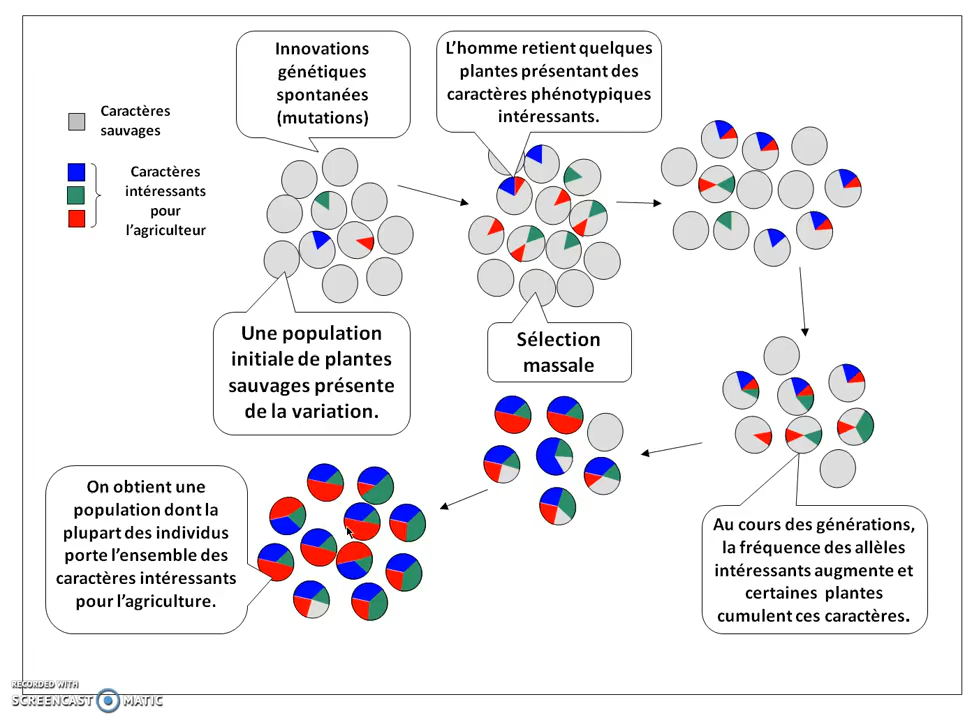 Innovations
génétiques
spontanées
(mutations)
L'homme retient quelques
plantes présentant des
caractères phénotypiques
intéressants.
Caractères
sauvages
Caractères
intéressants
pour
l'agriculteur
Une population
initiale de plantes
sauvages présente
de la variation.
Sélection
massale
On obtient une
population dont la
plupart des individus
porte l'ensemble des
caractères intéressants
pour l'agriculture.
Au cours des générations,
la fréquence des allèles
intéressants augmente et
certaines plantes
cumulent ces caractères.
RECORDED WITH
SCREENCAST MATIC